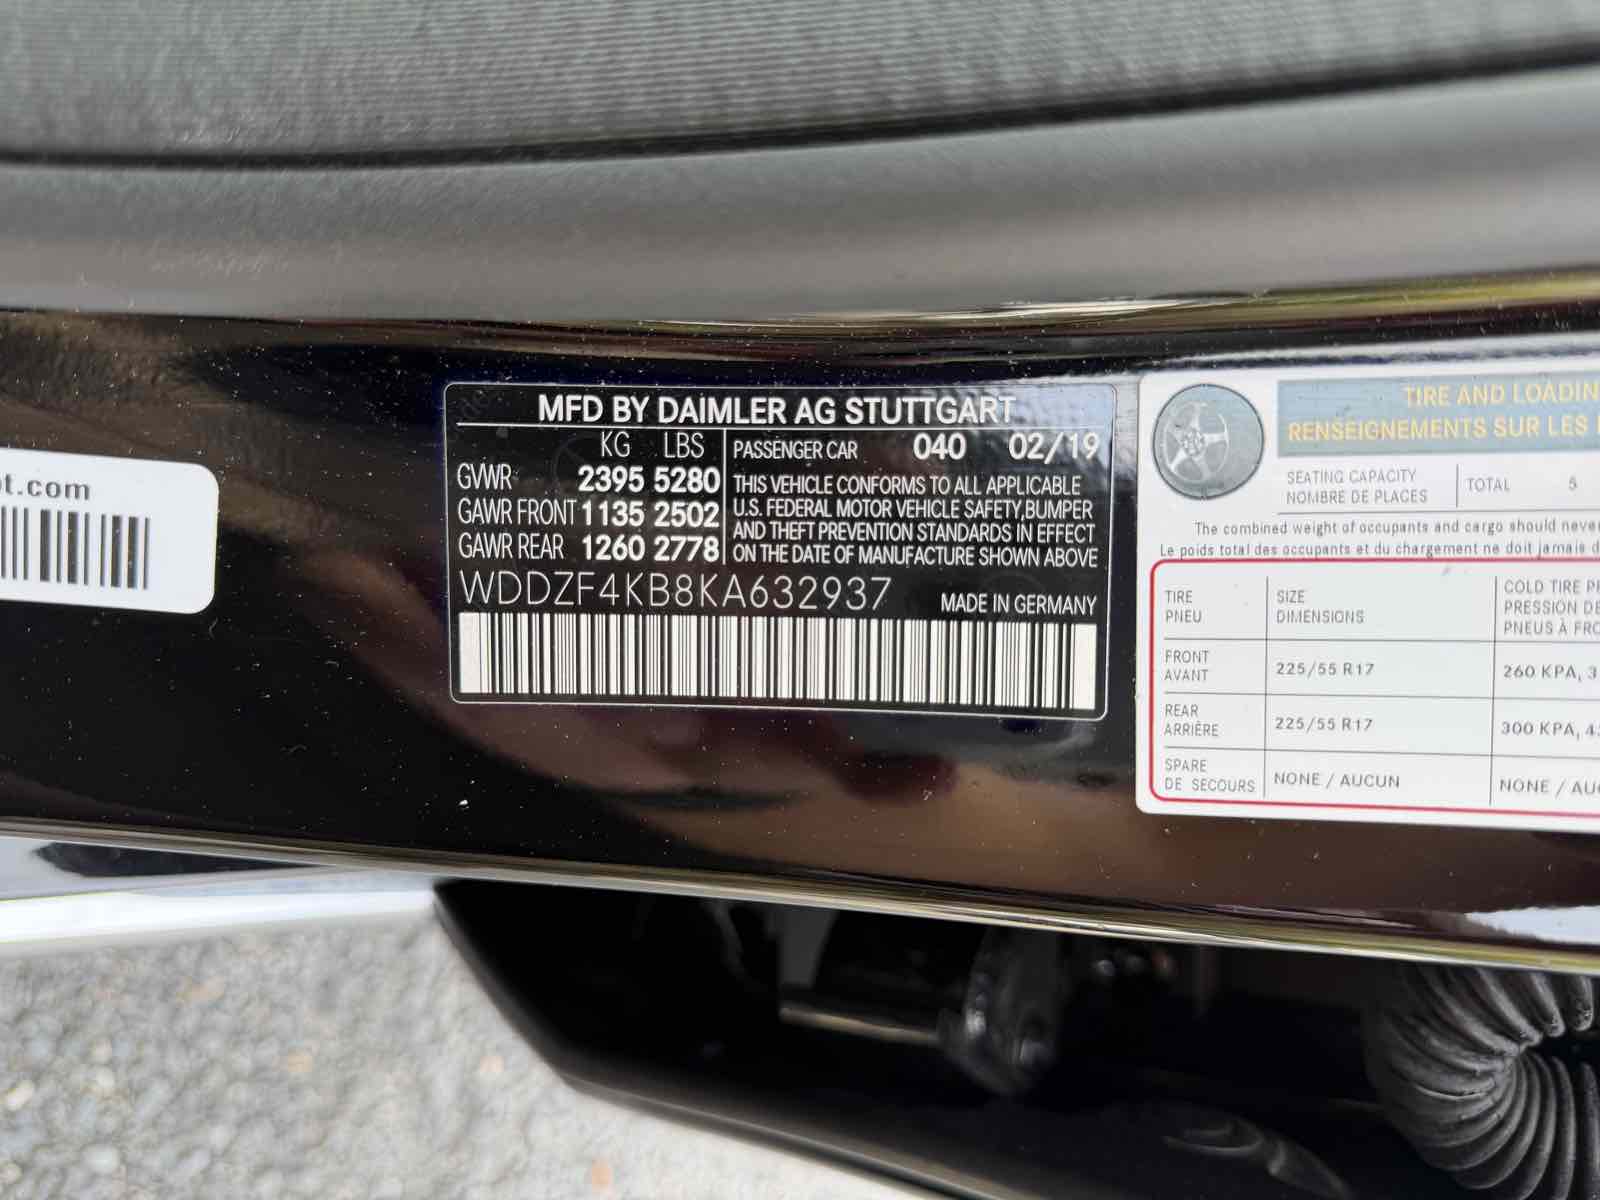 t.com
MFD BY DAIMLER AG STUTTGART
KG LBS
GVWR 2395 5280
GAWR FRONT 1135 2502
GAWR REAR 1260 2778
PASSENGER CAR 040 02/19
THIS VEHICLE CONFORMS TO ALL APPLICABLE
U.S. FEDERAL MOTOR VEHICLE SAFETY,BUMPER
AND THEFT PREVENTION STANDARDS IN EFFECT
ON THE DATE OF MANUFACTURE SHOWN ABOVE
WDDZF4KB8KA632937
MADE IN GERMANY
TIRE AND LOADIN
RENSEIGNEMENTS SUR LES
SEATING CAPACITY
NOMBRE DE PLACES
TOTAL 5
The combined weight of occupants and cargo should never
Le poids total des occupants et du chargement ne doit jamais d
TIRE
PNEU
SIZE
DIMENSIONS
COLD TIRE PR
PRESSION DE
PNEUS À FRO
FRONT
AVANT
225/55 R17
260 KPA, 3
REAR
ARRIÈRE
225/55 R17
300 KPA, 4
SPARE
DE SECOURS
NONE / AUCUN
NONE / AUC